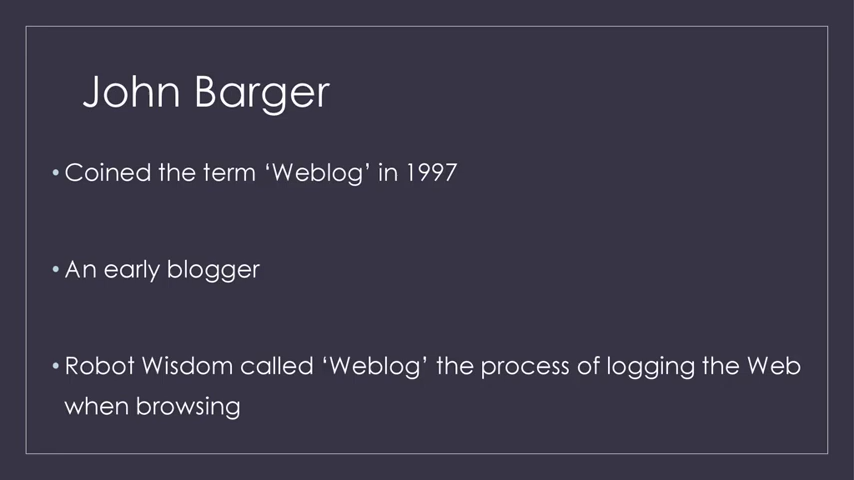 John Barger
• Coined the term ‘Weblog’ in 1997
• An early blogger
• Robot Wisdom called ‘Weblog’ the process of logging the Web
when browsing